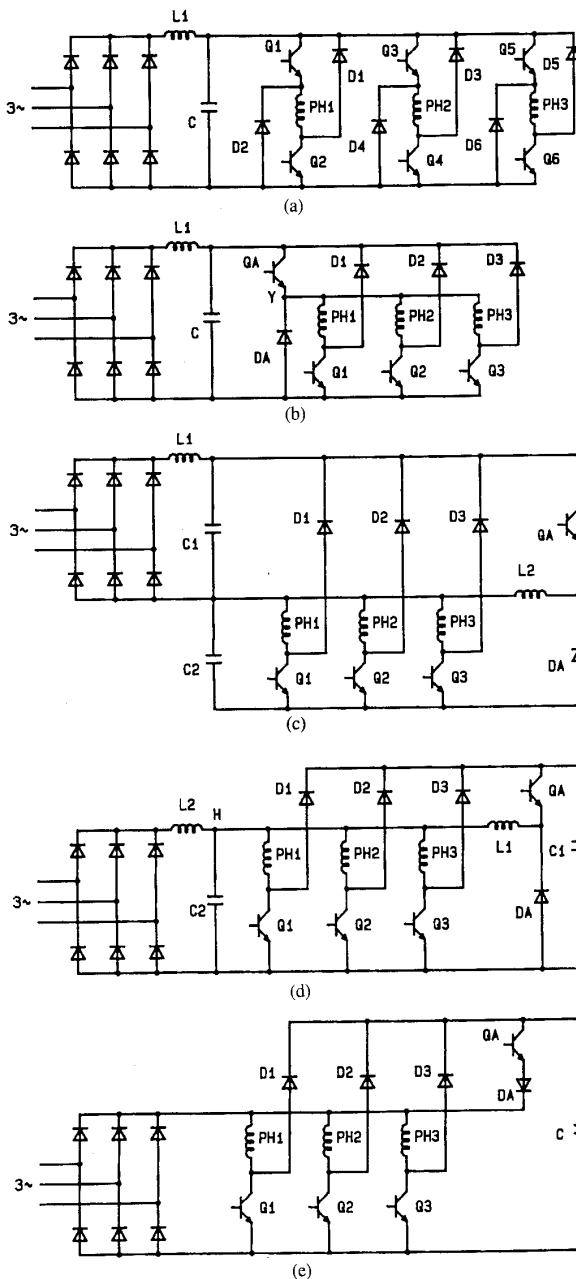 L1
Q1 Q3 Q5
D1 D3 D5
PH1 PH2 PH3
3~ C
D2 D4 D6
Q2 Q4 Q6
(a)
L1
QA D1 D2 D3
Y
3~ C PH1 PH2 PH3
DA Q1 Q2 Q3
(b)
L1
D1 D2 D3
3~ C1 QA
L2
PH1 PH2 PH3
C2 Q1 Q2 Q3 DA
(c)
D1 D2 D3 QA
L2 H
PH1 PH2 PH3 L1 C1
3~ C2 Q1 Q2 Q3 DA
(d)
QA
D1 D2 D3 DA
PH1 PH2 PH3 C
3~
Q1 Q2 Q3
(e)